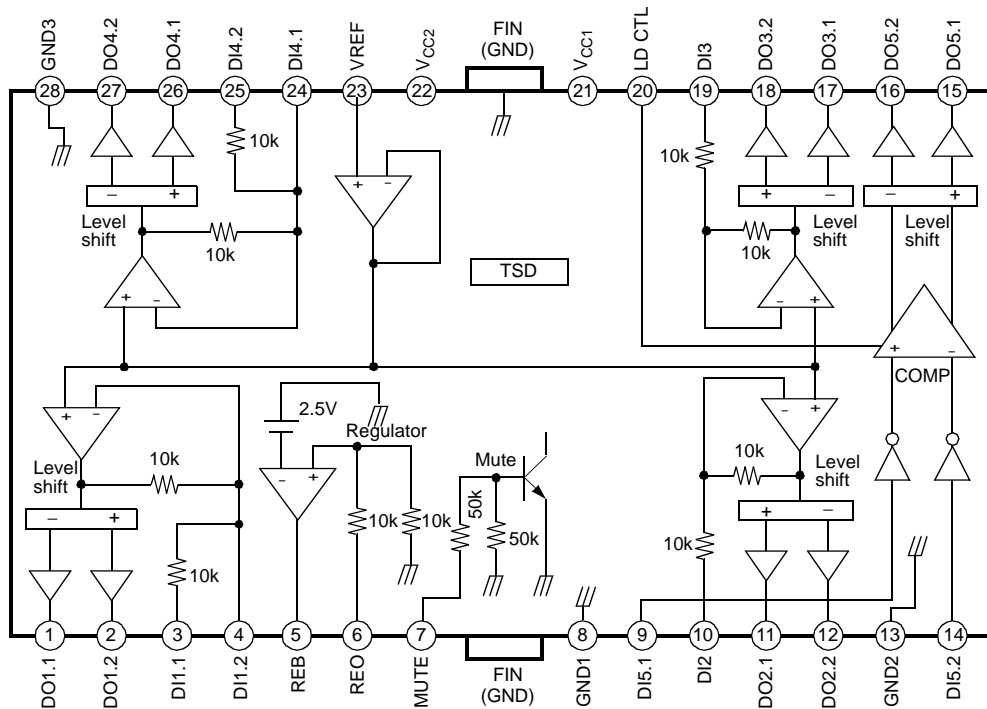 GND3
DO4.2
DO4.1
DI4.2
DI4.1
VREF
VCC2
FIN
(GND)
VCC1
LD CTL
DI3
DO3.2
DO3.1
DO5.2
DO5.1
28
27
26
25
24
23
22
21
20
19
18
17
16
15
10k
10k
+ -
- +
+ -
- +
Level
shift
10k
Level
shift
Level
shift
10k
TSD
+ -
- +
+ -
COMP
+ -
2.5V
- +
Regulator
10k
Level
shift
- +
10k
10k
10k
Mute
50k
50k
- +
10k
Level
shift
+ -
10k
1
2
3
4
5
6
7
8
9
10
11
12
13
14
DO1.1
DO1.2
DI1.1
DI1.2
REB
REO
MUTE
FIN
(GND)
GND1
DI5.1
DI2
DO2.1
DO2.2
GND2
DI5.2